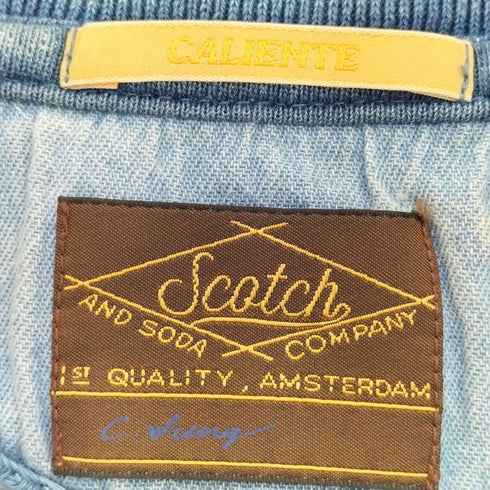 CALIENTE
Scotch
AND SODA COMPANY
1ST QUALITY, AMSTERDAM
C.